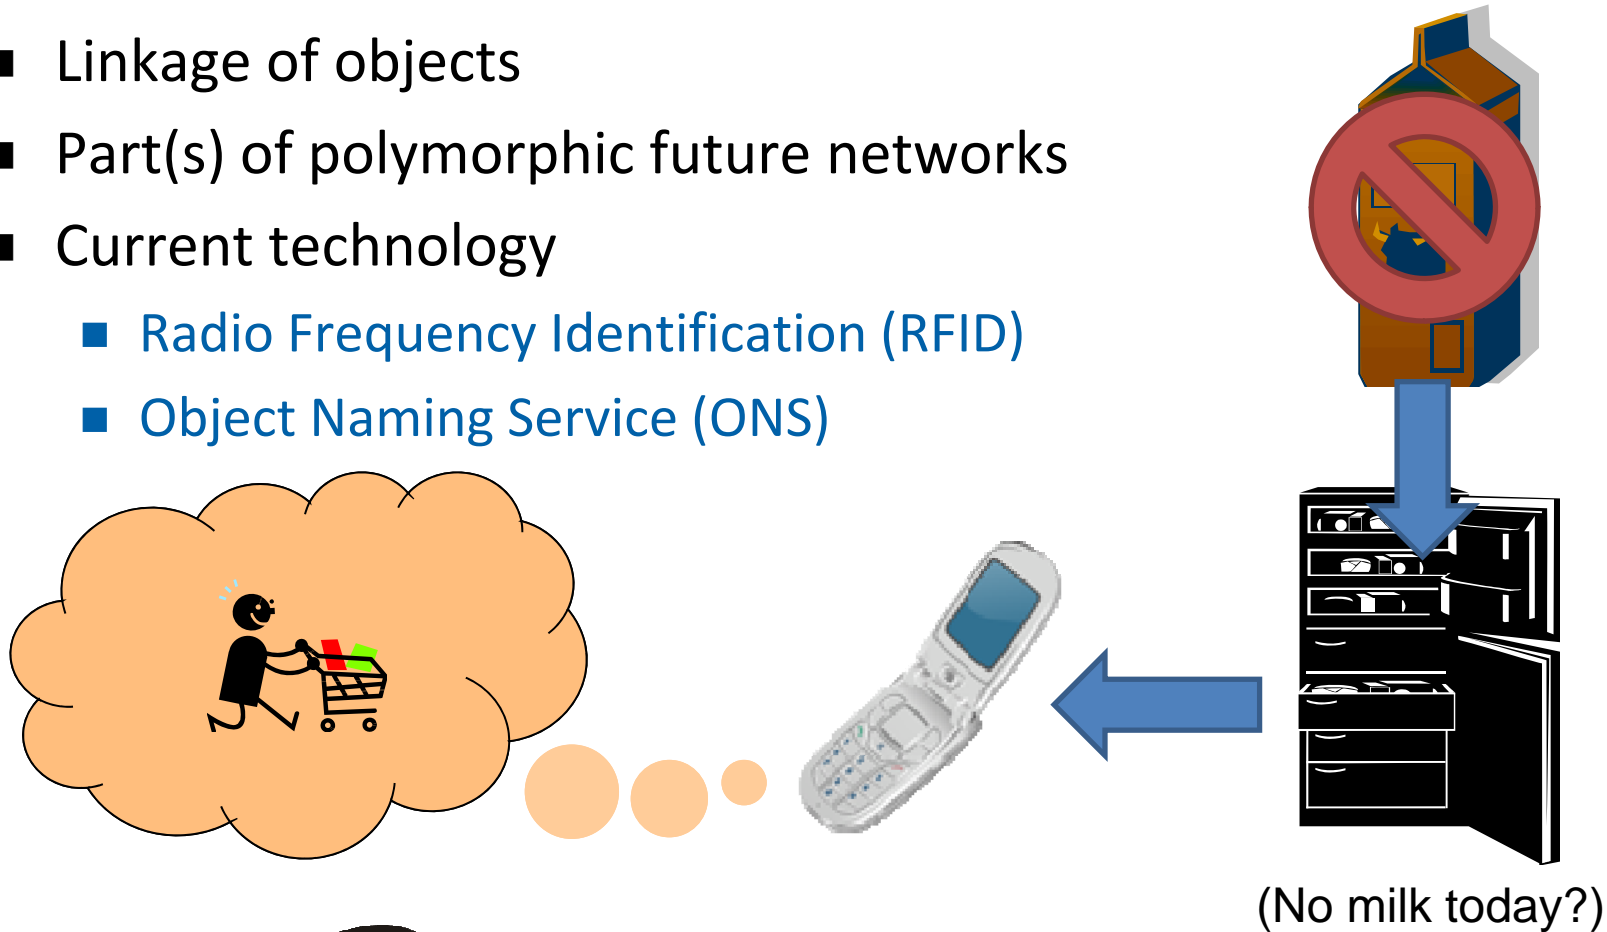 Linkage of objects
Part(s) of polymorphic future networks
Current technology
Radio Frequency Identification (RFID)
Object Naming Service (ONS)
(No milk today?)